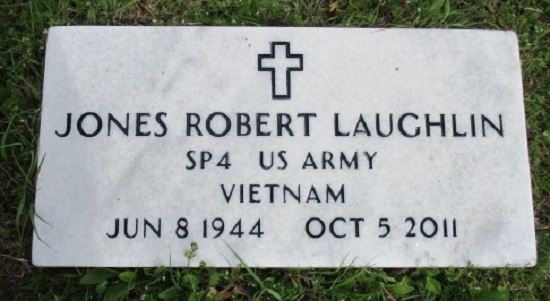 JONES ROBERT LAUGHLIN
SP4 US ARMY
VIETNAM
JUN 8 1944 OCT 5 2011